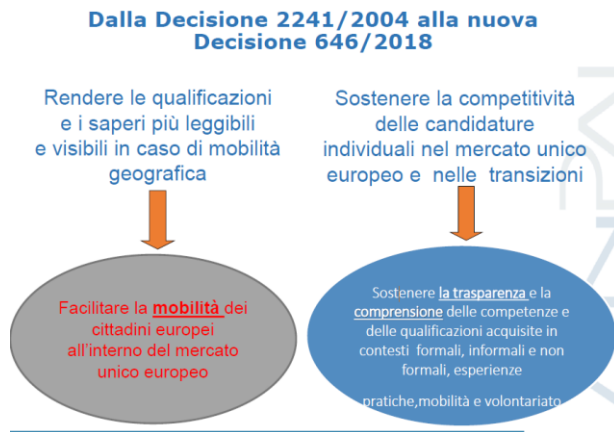 Dalla Decisione 2241/2004 alla nuova
Decisione 646/2018
Rendere le qualificazioni
e i saperi più leggibili
e visibili in caso di mobilità
geografica
Sostenere la competitività
delle candidature
individuali nel mercato unico
europeo e nelle transizioni
Facilitare la mobilità dei
cittadini europei
all'interno del mercato
unico europeo
Sostenere la trasparenza e la
comprensione delle competenze e
delle qualificazioni acquisite in
contesti formali, informali e non
formali, esperienze
pratiche,mobilità e volontariato